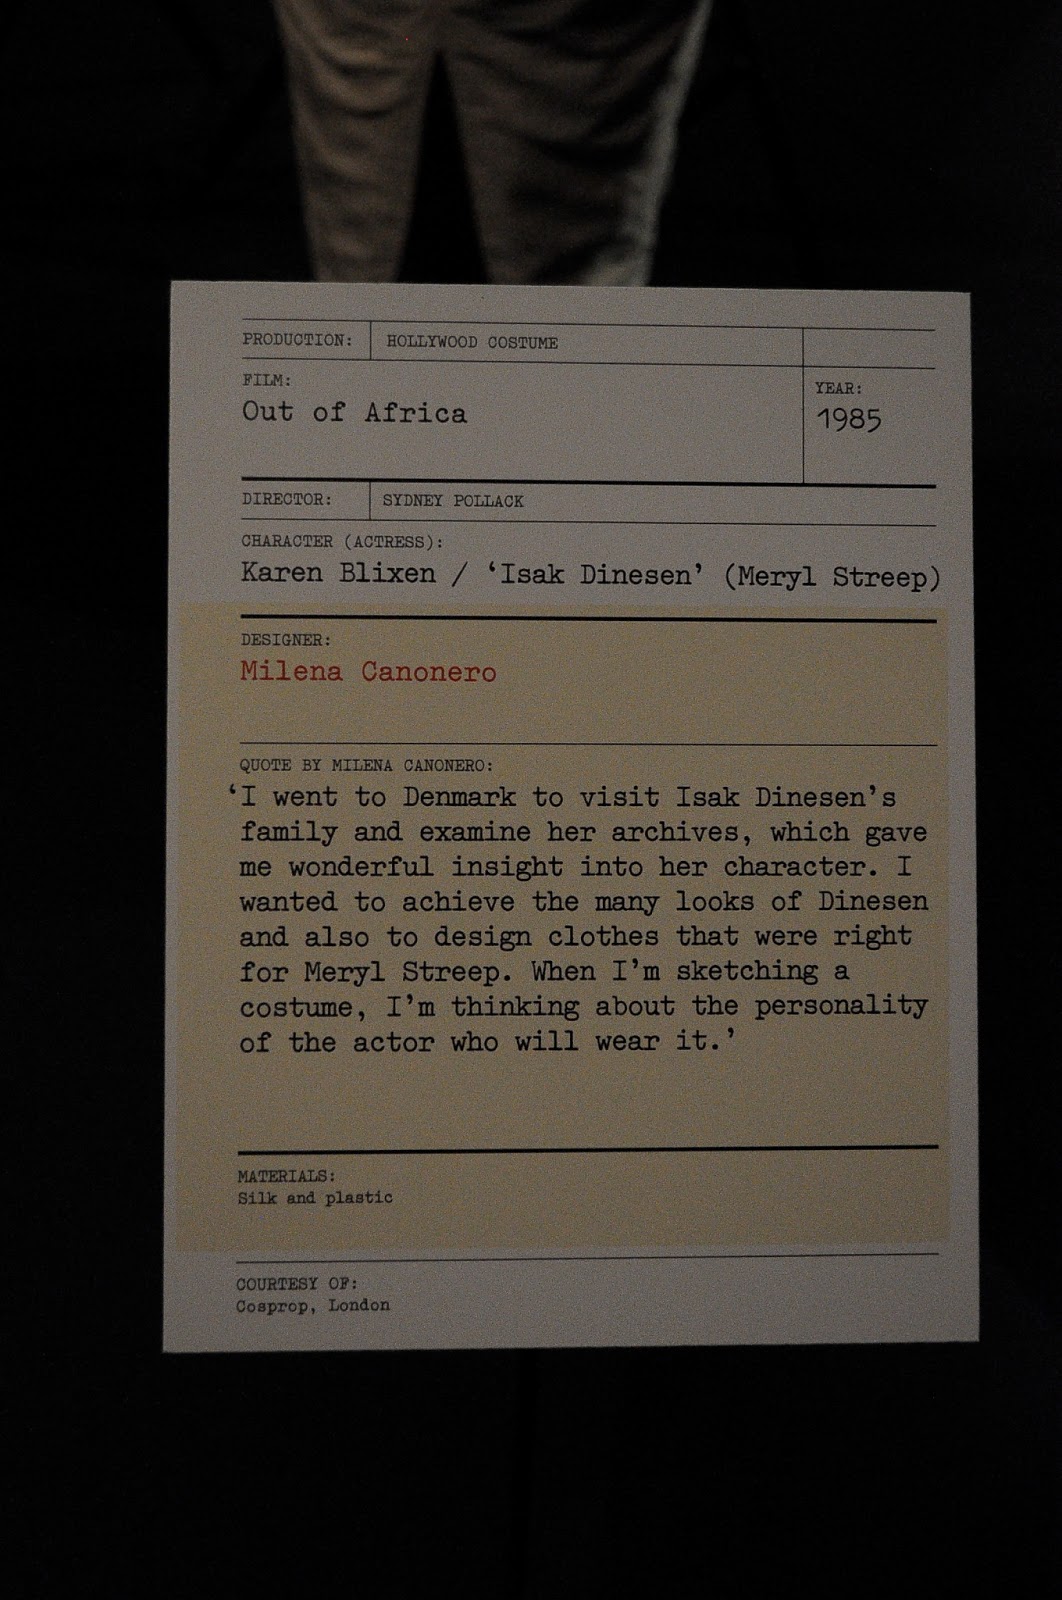 PRODUCTION: HOLLYWOOD COSTUME
FILM:
Out of Africa
YEAR:
1985
DIRECTOR: SYDNEY POLLACK
CHARACTER (ACTRESS):
Karen Blixen / ‘Isak Dinesen’ (Meryl Streep)
DESIGNER:
Milena Canonero
QUOTE BY MILENA CANONERO:
‘I went to Denmark to visit Isak Dinesen’s
family and examine her archives, which gave
me wonderful insight into her character. I
wanted to achieve the many looks of Dinesen
and also to design clothes that were right
for Meryl Streep. When I’m sketching a
costume, I’m thinking about the personality
of the actor who will wear it.’
MATERIALS:
Silk and plastic
COURTESY OF:
Cosprop, London